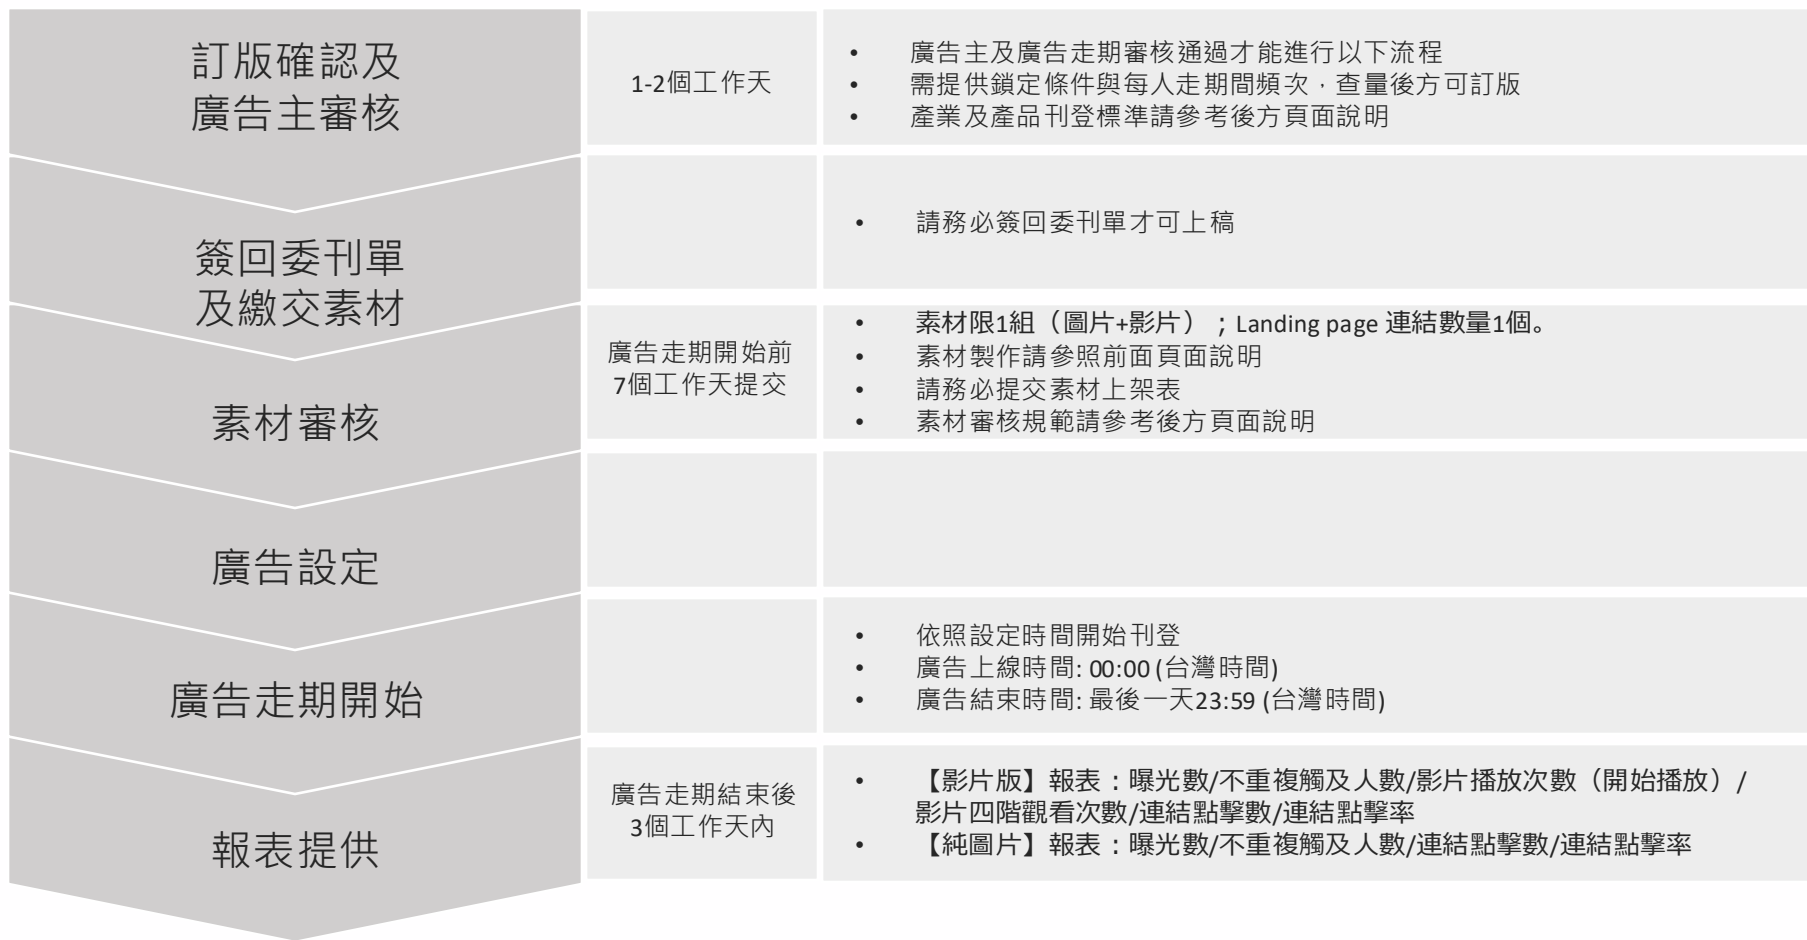 訂版確認及
廣告主審核
1-2個工作天
• 廣告主及廣告走期審核通過才能進行以下流程
• 需提供鎖定條件與每人走期間頻次，查量後方可訂版
• 產業及產品刊登標準請參考後方頁面說明
簽回委刊單
及繳交素材
• 請務必簽回委刊單才可上稿
素材審核
廣告走期開始前
7個工作天提交
• 素材限1組（圖片+影片）；Landing page 連結數量1個。
• 素材製作請參照前面頁面說明
• 請務必提交素材上架表
• 素材審核規範請參考後方頁面說明
廣告設定
廣告走期開始
• 依照設定時間開始刊登
• 廣告上線時間: 00:00 (台灣時間)
• 廣告結束時間: 最後一天23:59 (台灣時間)
報表提供
廣告走期結束後
3個工作天內
• 【影片版】報表：曝光數/不重複觸及人數/影片播放次數（開始播放）/
影片四階觀看次數/連結點擊數/連結點擊率
• 【純圖片】報表：曝光數/不重複觸及人數/連結點擊數/連結點擊率